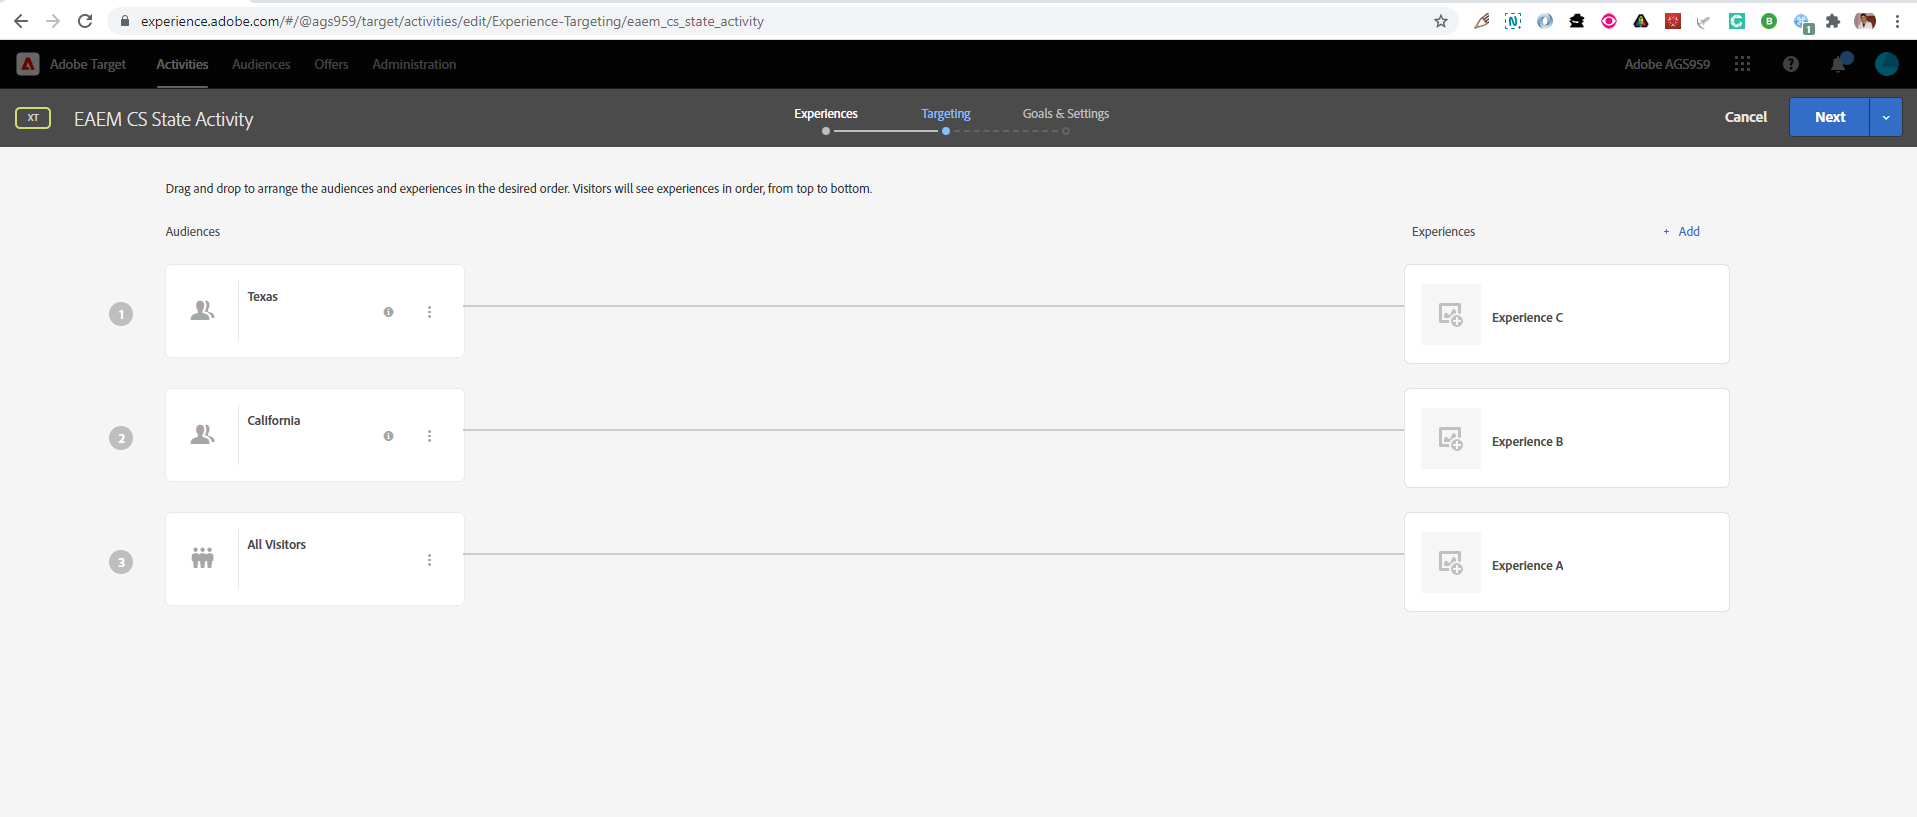 experience.adobe.com/#/@ags959/target/activities/edit/Experience-Targeting/eaem_cs_state_activity
N
C
B
1
Adobe Target Activities Audiences Offers Administration Adobe AGS959
XT EAEM CS State Activity Experiences Targeting Goals & Settings Cancel Next
Drag and drop to arrange the audiences and experiences in the desired order. Visitors will see experiences in order, from top to bottom.
Audiences Experiences + Add
1 Texas Experience C
2 California Experience B
3 All Visitors Experience A